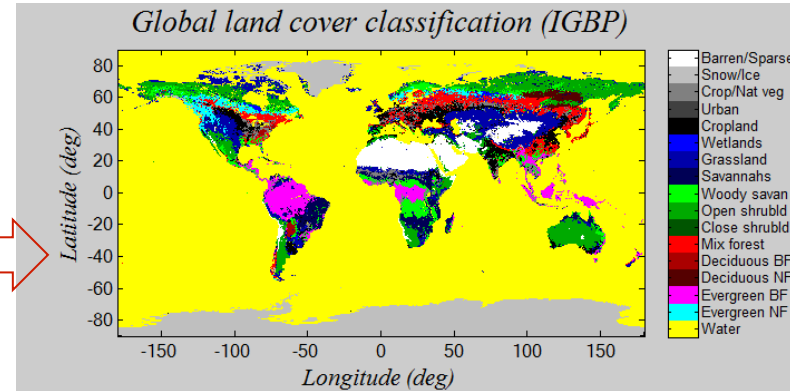 Global land cover classification (IGBP)
80
60
40
20
0
-20
-40
-60
-80
Latitude (deg)
-150
-100
-50
0
50
100
150
Longitude (deg)
Barren/Sparse
Snow/Ice
Crop/Nat veg
Urban
Cropland
Wetlands
Grassland
Savannahs
Woody savan
Open shrubld
Close shrubld
Mix forest
Deciduous BF
Deciduous NF
Evergreen BF
Evergreen NF
Water